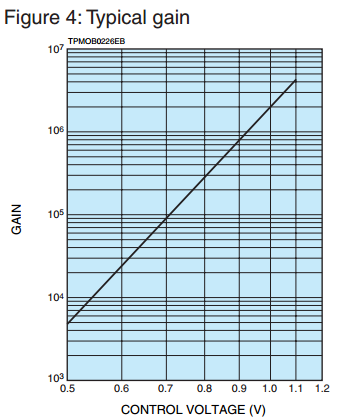 Figure 4: Typical gain
TPMOB0226EB
10⁷
10⁶
10⁵
10⁴
10³
GAIN
0.5 0.6 0.7 0.8 0.9 1.0 1.1 1.2
CONTROL VOLTAGE (V)